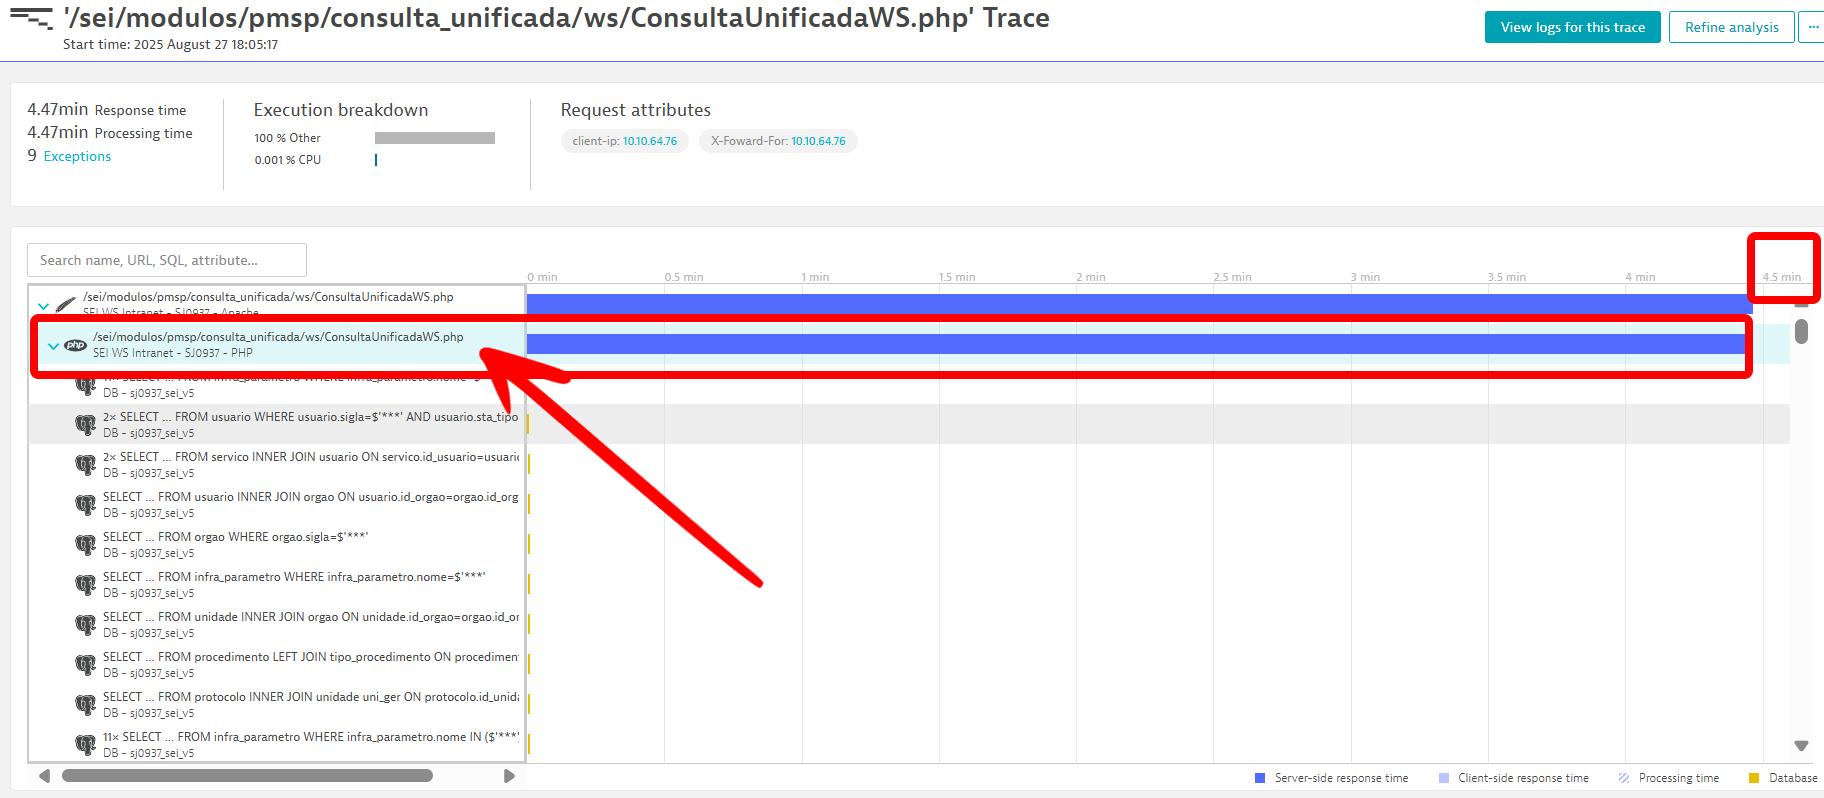 '/sei/modulos/pmsp/consulta_unificada/ws/ConsultaUnificadaWS.php' Trace
Start time: 2025 August 27 18:05:17
View logs for this trace
Refine analysis
...
4.47min Response time
4.47min Processing time
9 Exceptions
Execution breakdown
100 % Other
0.001 % CPU
Request attributes
client-ip: 10.10.64.76
X-Foward-For: 10.10.64.76
Search name, URL, SQL, attribute...
0 min
0.5 min
1 min
1.5 min
2 min
2.5 min
3 min
3.5 min
4 min
4.5 min
/sei/modulos/pmsp/consulta_unificada/ws/ConsultaUnificadaWS.php
SEI WS Intranet - SJ0937 - Apache
/sei/modulos/pmsp/consulta_unificada/ws/ConsultaUnificadaWS.php
SEI WS Intranet - SJ0937 - PHP
SELECT ... FROM infra_parametro WHERE infra_parametro.nome
DB - sj0937_sei_v5
2× SELECT ... FROM usuario WHERE usuario.sigla=$'***' AND usuario.sta_tipo
DB - sj0937_sei_v5
2× SELECT ... FROM servico INNER JOIN usuario ON servico.id_usuario=usuario
DB - sj0937_sei_v5
SELECT ... FROM usuario INNER JOIN orgao ON usuario.id_orgao=orgao.id_org
DB - sj0937_sei_v5
SELECT ... FROM orgao WHERE orgao.sigla=$'***'
DB - sj0937_sei_v5
SELECT ... FROM infra_parametro WHERE infra_parametro.nome=$'***'
DB - sj0937_sei_v5
SELECT ... FROM unidade INNER JOIN orgao ON unidade.id_orgao=orgao.id_or
DB - sj0937_sei_v5
SELECT ... FROM procedimento LEFT JOIN tipo_procedimento ON procedimen
DB - sj0937_sei_v5
SELECT ... FROM protocolo INNER JOIN unidade uni_ger ON protocolo.id_unida
DB - sj0937_sei_v5
11× SELECT ... FROM infra_parametro WHERE infra_parametro.nome IN ($'***'
DB - sj0937_sei_v5
Server-side response time
Client-side response time
Processing time
Database
php